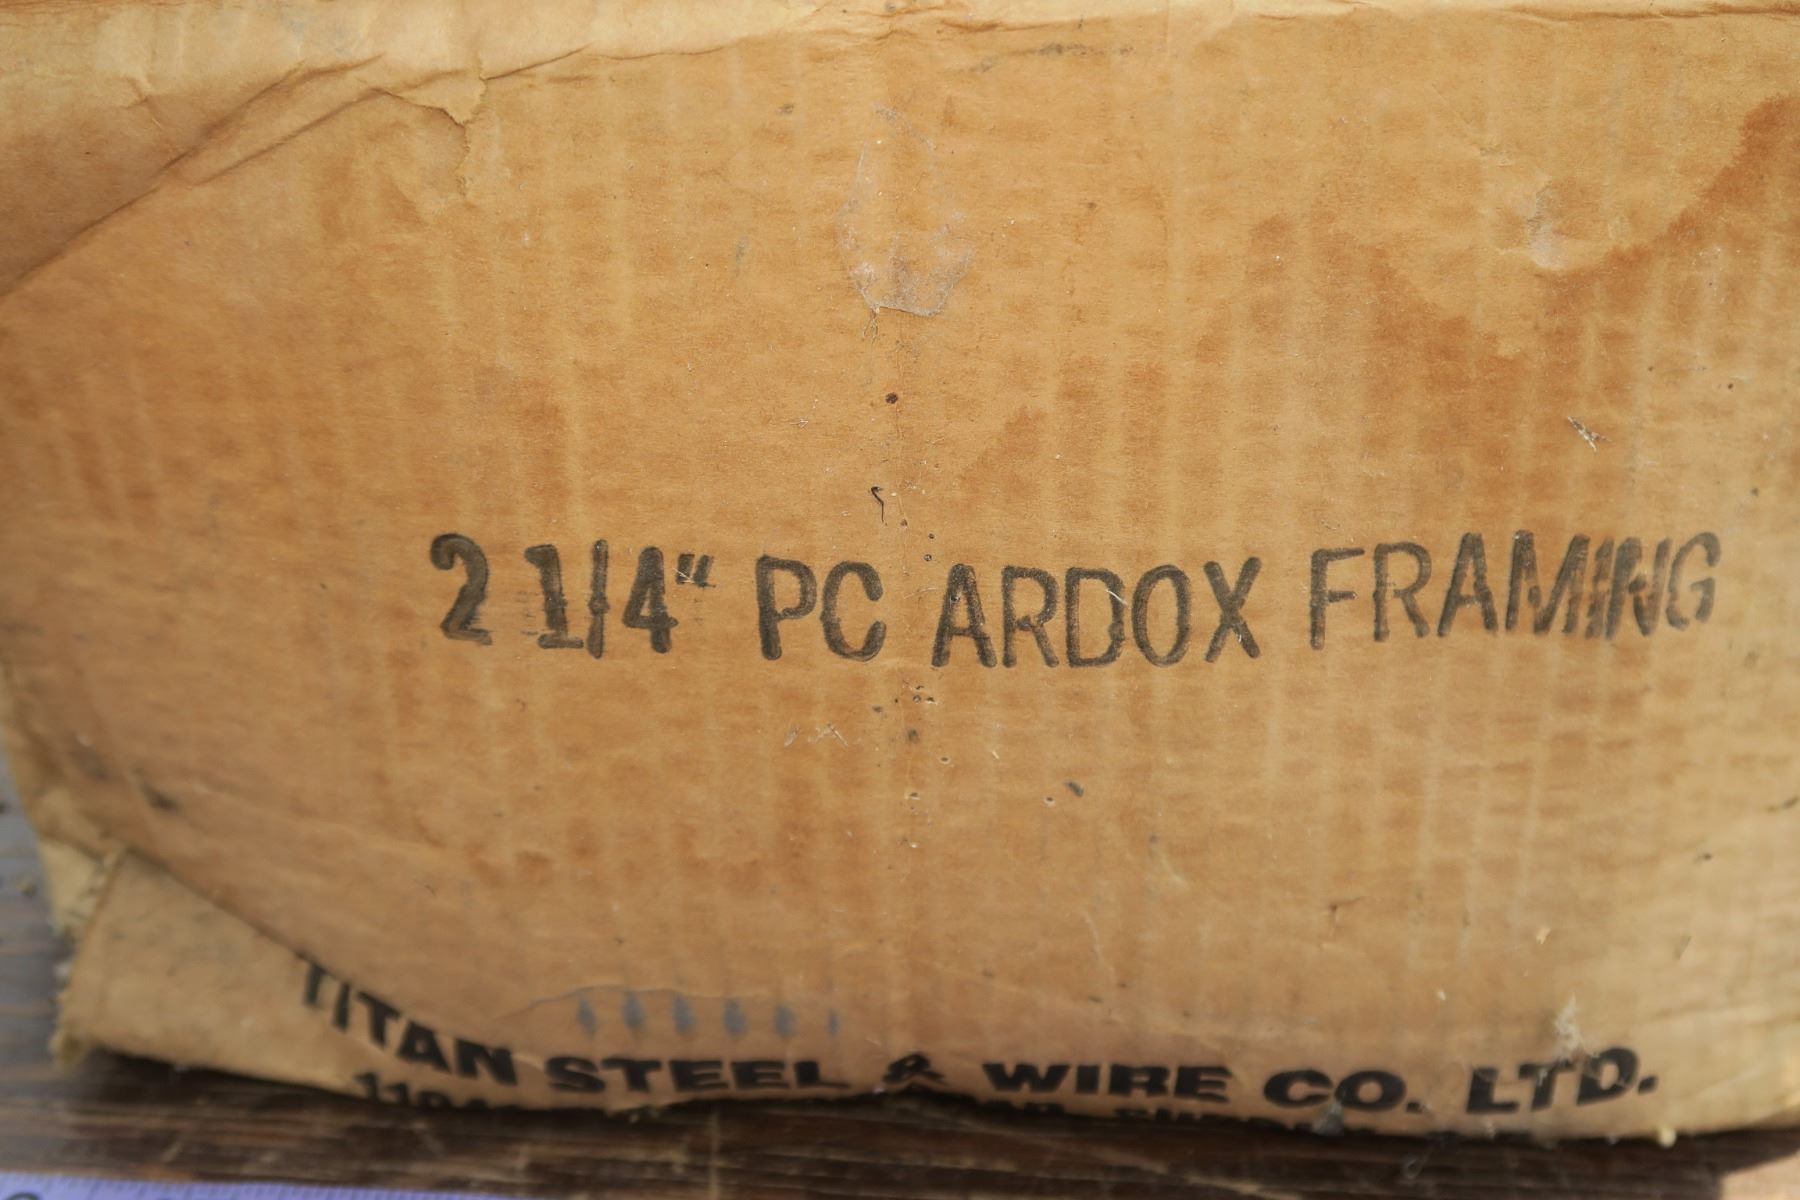 2 1/4" PC ARDOX FRAMING
TITAN STEEL & WIRE CO. LTD.